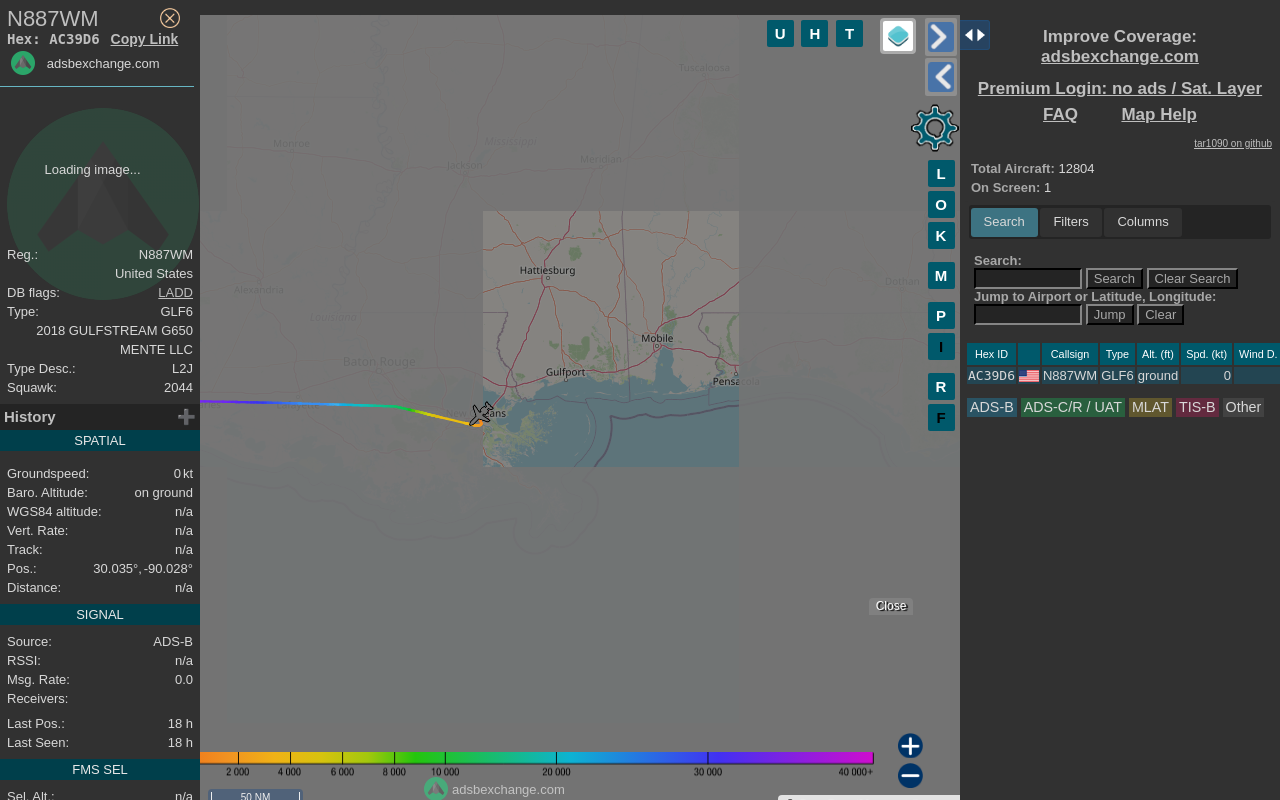 N887WM
Hex: AC39D6 Copy Link
adsbexchange.com
Loading image...
Reg.: N887WM
United States
DB flags: LADD
Type: GLF6
2018 GULFSTREAM G650
MENTE LLC
Type Desc.: L2J
Squawk: 2044
History
SPATIAL
Groundspeed: 0 kt
Baro. Altitude: on ground
WGS84 altitude: n/a
Vert. Rate: n/a
Track: n/a
Pos.: 30.035°, -90.028°
Distance: n/a
SIGNAL
Source: ADS-B
RSSI: n/a
Msg. Rate: 0.0
Receivers:
Last Pos.: 18 h
Last Seen: 18 h
FMS SEL
Sel. Alt.: n/a
U H T
L
O
K
M
P
I
R
F
Tuscaloosa
Monroe
Mississippi
Jackson
Meridian
Hattiesburg
Alexandria
Dothan
Louisiana
Mobile
Baton Rouge
Gulfport
Pensacola
Close
2 000 4 000 6 000 8 000 10 000 20 000 30 000 40 000+
adsbexchange.com
50 NM
Improve Coverage:
adsbexchange.com
Premium Login: no ads / Sat. Layer
FAQ Map Help
tar1090 on github
Total Aircraft: 12804
On Screen: 1
Search Filters Columns
Search:
Search Clear Search
Jump to Airport or Latitude, Longitude:
Jump Clear
Hex ID Callsign Type Alt. (ft) Spd. (kt) Wind D.
AC39D6 N887WM GLF6 ground 0
ADS-B ADS-C/R / UAT MLAT TIS-B Other